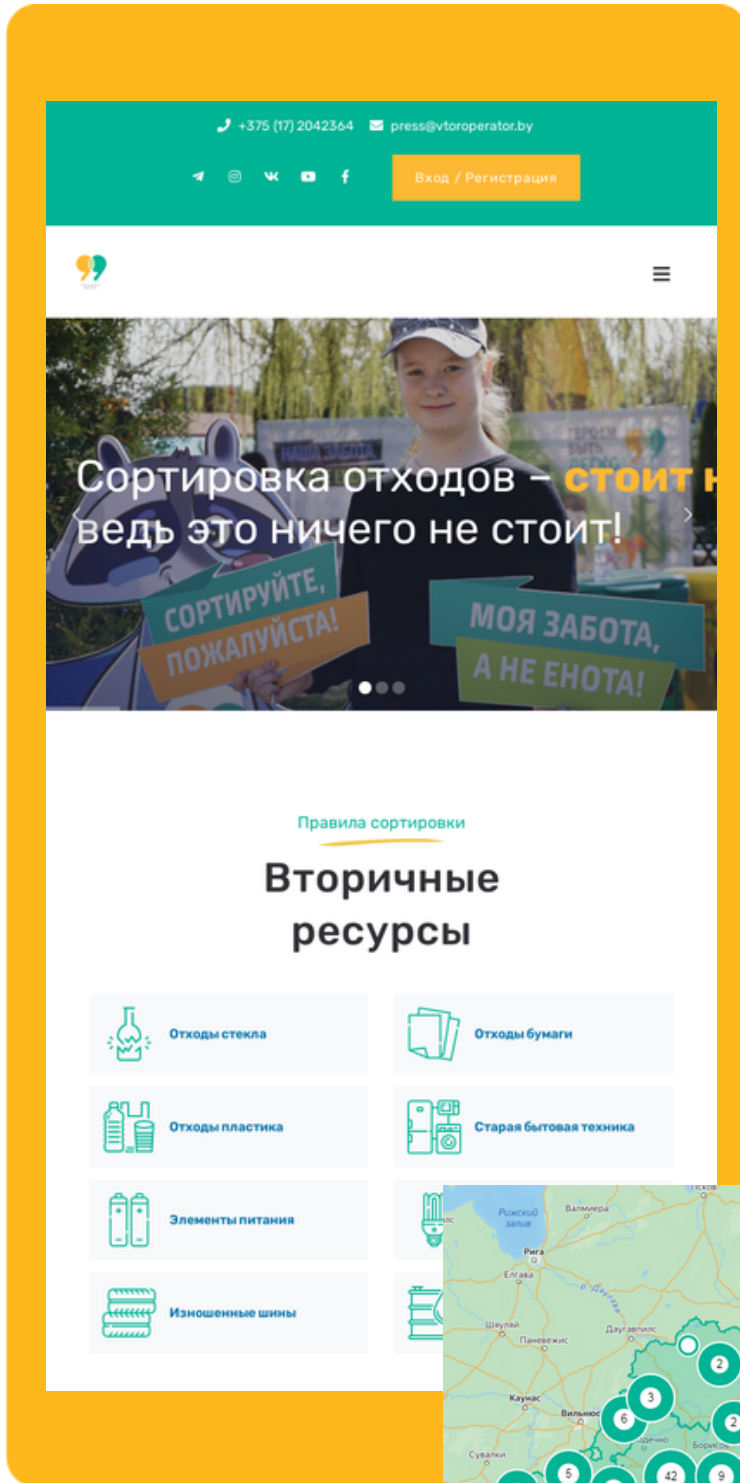 +375 (17) 2042364 press@vtoroperator.by
Вход / Регистрация
Сортировка отходов – стоит
ведь это ничего не стоит!
СОРТИРУЙТЕ,
ПОЖАЛУЙСТА!
МОЯ ЗАБОТА,
А НЕ ЕНОТА!
Правила сортировки
Вторичные
ресурсы
Отходы стекла
Отходы бумаги
Отходы пластика
Старая бытовая техника
Элементы питания
Изношенные шины
Псков
Рижский
залив
Валмиера
Рига
Елгава
р. Даугава
Шяуляй
Даугавпилс
Паневежис
2
Каунас
3
Вильнюс
6
2
Борисов
Сувалки
5
42
9